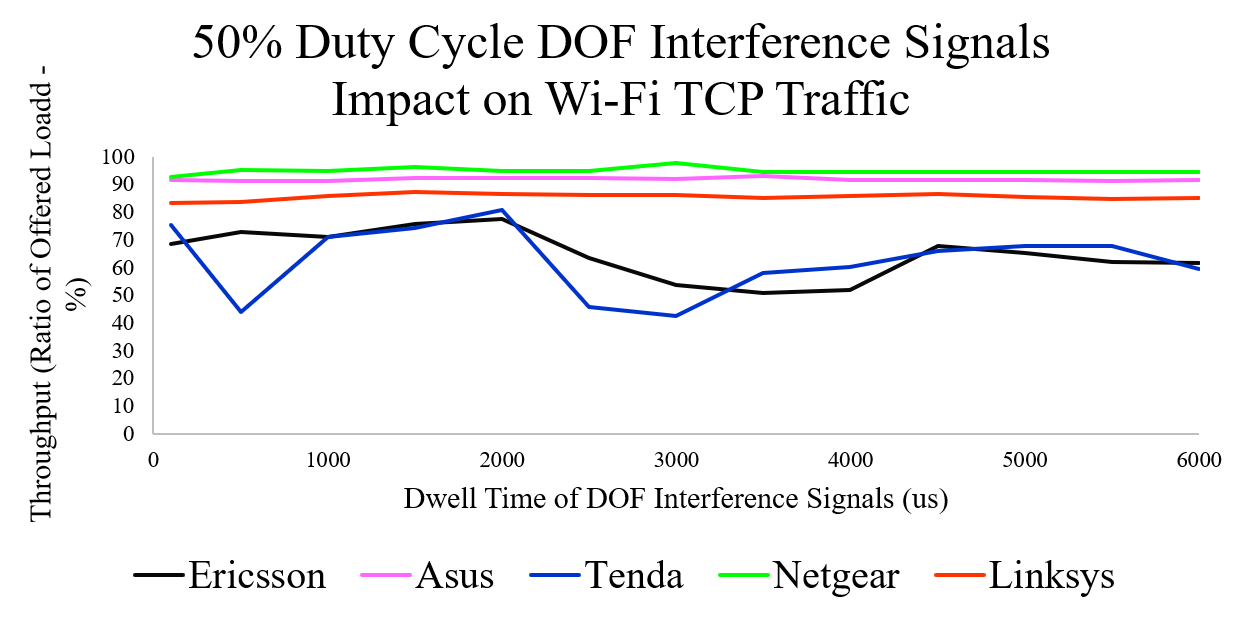 50% Duty Cycle DOF Interference Signals
Impact on Wi-Fi TCP Traffic
Throughput (Ratio of Offered Loadd -
%)
100
90
80
70
60
50
40
30
20
10
0
0 1000 2000 3000 4000 5000 6000
Dwell Time of DOF Interference Signals (us)
Ericsson Asus Tenda Netgear Linksys